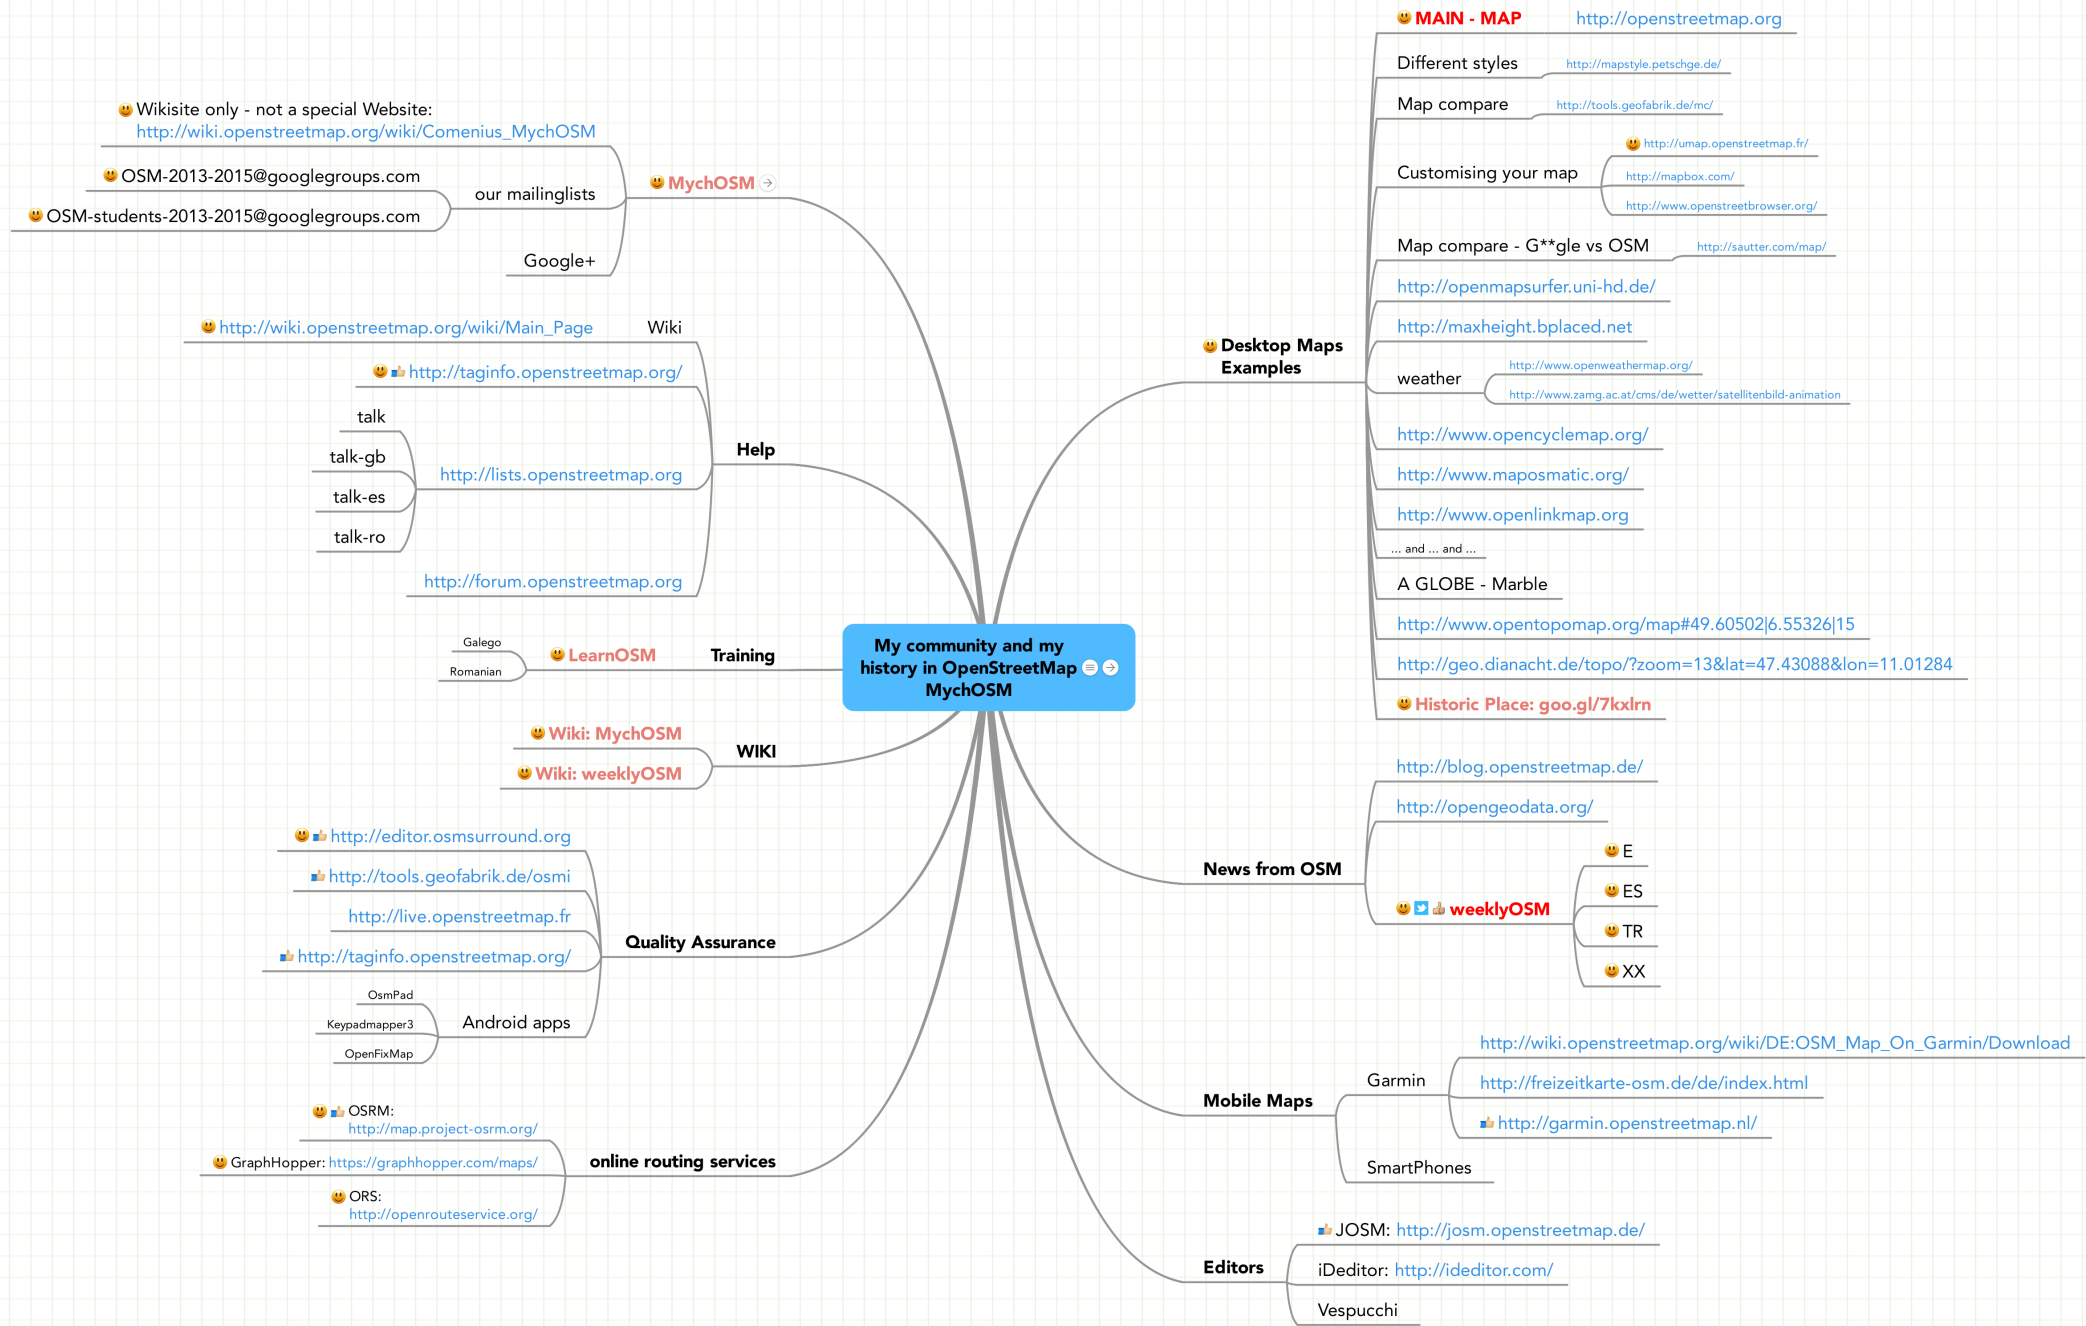 My community and my
history in OpenStreetMap
MychOSM
MychOSM
Wikisite only - not a special Website:
http://wiki.openstreetmap.org/wiki/Comenius_MychOSM
our mailinglists
OSM-2013-2015@googlegroups.com
OSM-students-2013-2015@googlegroups.com
Google+
Help
http://wiki.openstreetmap.org/wiki/Main_Page Wiki
http://taginfo.openstreetmap.org/
http://lists.openstreetmap.org
talk
talk-gb
talk-es
talk-ro
http://forum.openstreetmap.org
Training
LearnOSM
Galego
Romanian
WIKI
Wiki: MychOSM
Wiki: weeklyOSM
Quality Assurance
http://editor.osmsurround.org
http://tools.geofabrik.de/osmi
http://live.openstreetmap.fr
http://taginfo.openstreetmap.org/
Android apps
OsmPad
Keypadmapper3
OpenFixMap
online routing services
OSRM:
http://map.project-osrm.org/
GraphHopper: https://graphhopper.com/maps/
ORS:
http://openrouteservice.org/
Desktop Maps
Examples
MAIN - MAP http://openstreetmap.org
Different styles http://mapstyle.petschge.de/
Map compare http://tools.geofabrik.de/mc/
Customising your map
http://umap.openstreetmap.fr/
http://mapbox.com/
http://www.openstreetbrowser.org/
Map compare - G**gle vs OSM http://sautter.com/map/
http://openmapsurfer.uni-hd.de/
http://maxheight.bplaced.net
weather
http://www.openweathermap.org/
http://www.zamg.ac.at/cms/de/wetter/satellitenbild-animation
http://www.opencyclemap.org/
http://www.maposmatic.org/
http://www.openlinkmap.org
... and ... and ...
A GLOBE - Marble
http://www.opentopomap.org/map#49.60502|6.55326|15
http://geo.dianacht.de/topo/?zoom=13&lat=47.43088&lon=11.01284
Historic Place: goo.gl/7kxlrn
News from OSM
http://blog.openstreetmap.de/
http://opengeodata.org/
weeklyOSM
E
ES
TR
XX
Mobile Maps
Garmin
http://wiki.openstreetmap.org/wiki/DE:OSM_Map_On_Garmin/Download
http://freizeitkarte-osm.de/de/index.html
http://garmin.openstreetmap.nl/
SmartPhones
Editors
JOSM: http://josm.openstreetmap.de/
iDeditor: http://ideditor.com/
Vespucchi